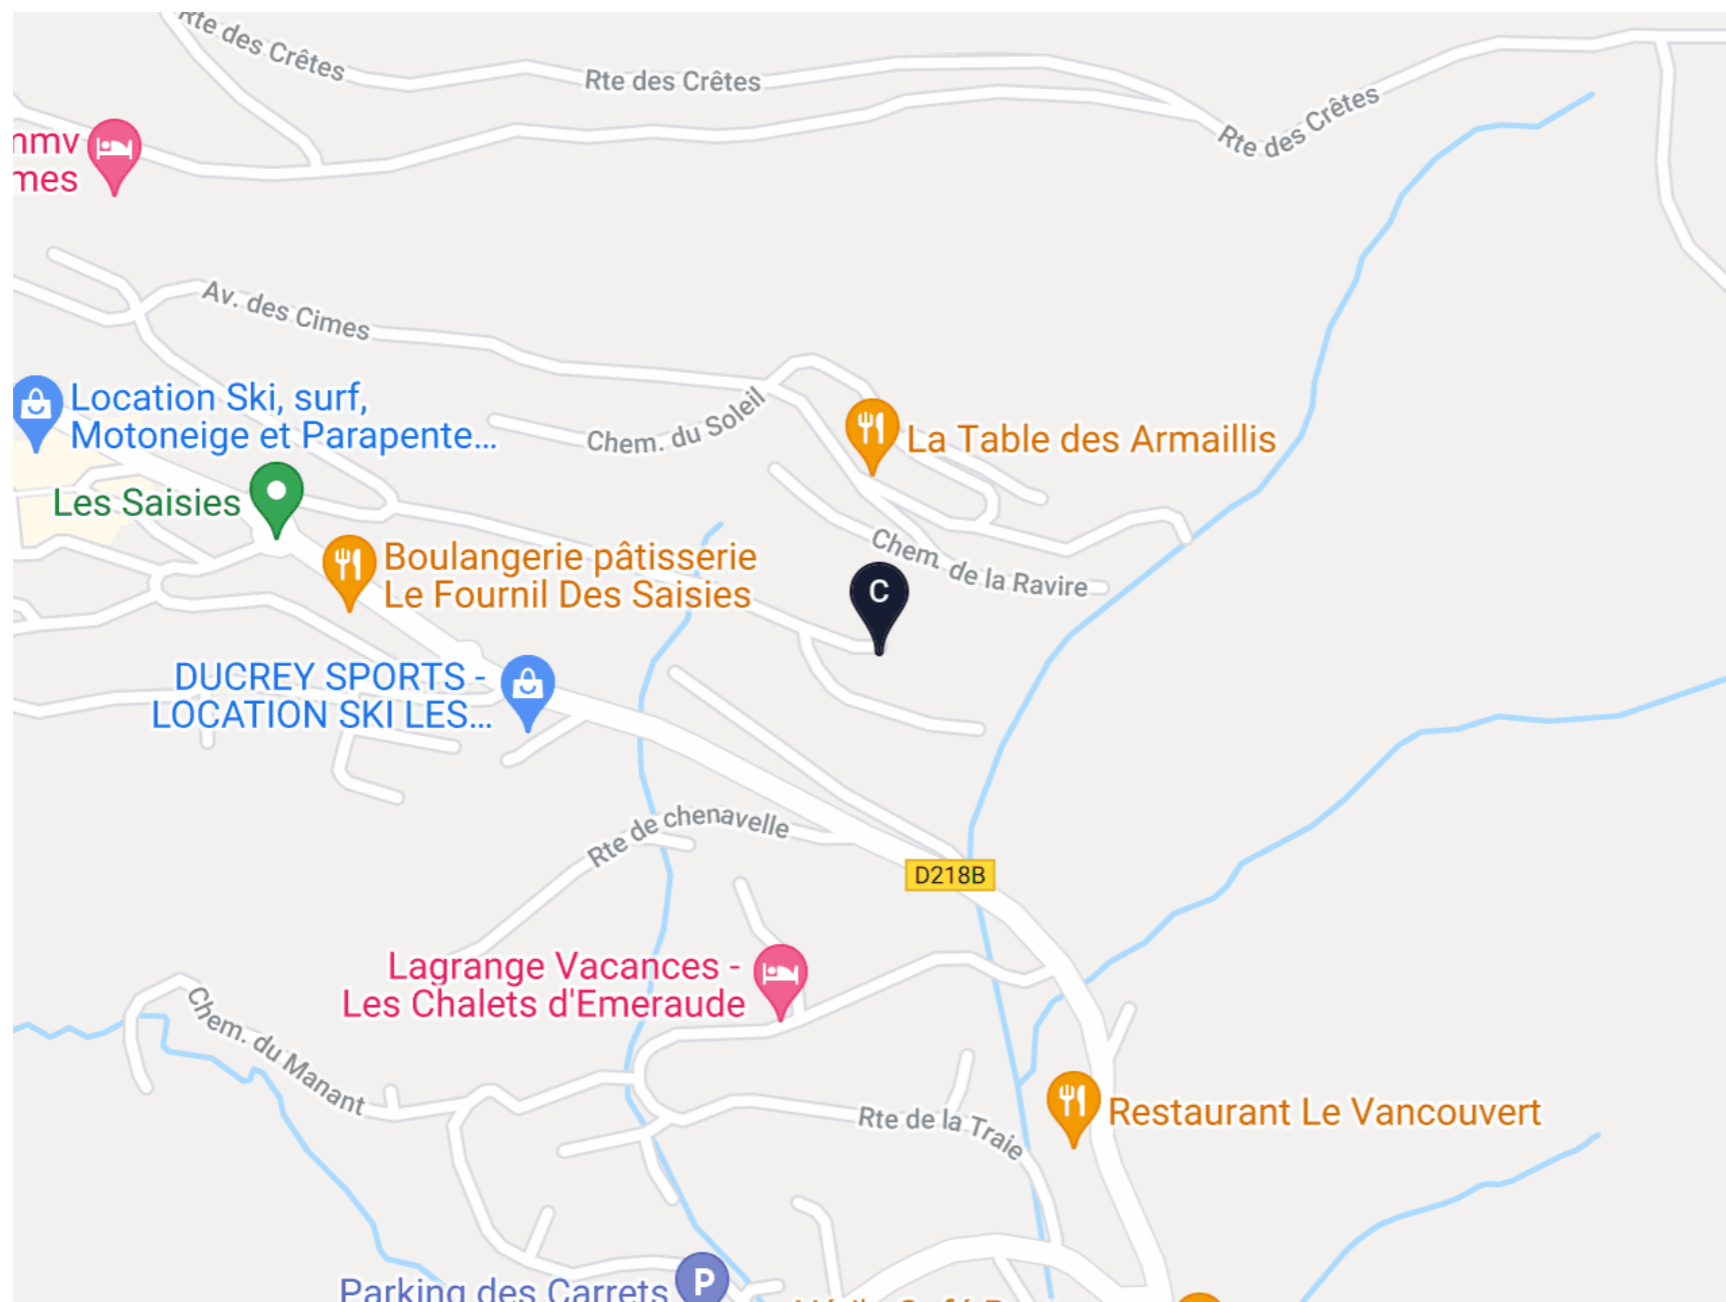 Rte des Crêtes
Rte des Crêtes
Rte des Crêtes
mes
Av. des Cimes
Location Ski, surf,
Motoneige et Parapente...
Chem. du Soleil
La Table des Armaillis
Les Saisies
Boulangerie pâtisserie
Le Fournil Des Saisies
Chem. de la Ravire
C
DUCREY SPORTS -
LOCATION SKI LES...
Rte de chenavelle
D218B
Lagrange Vacances -
Les Chalets d'Emeraude
Chem. du Manant
Rte de la Traie
Restaurant Le Vancouvert
Parking des Carrets
P